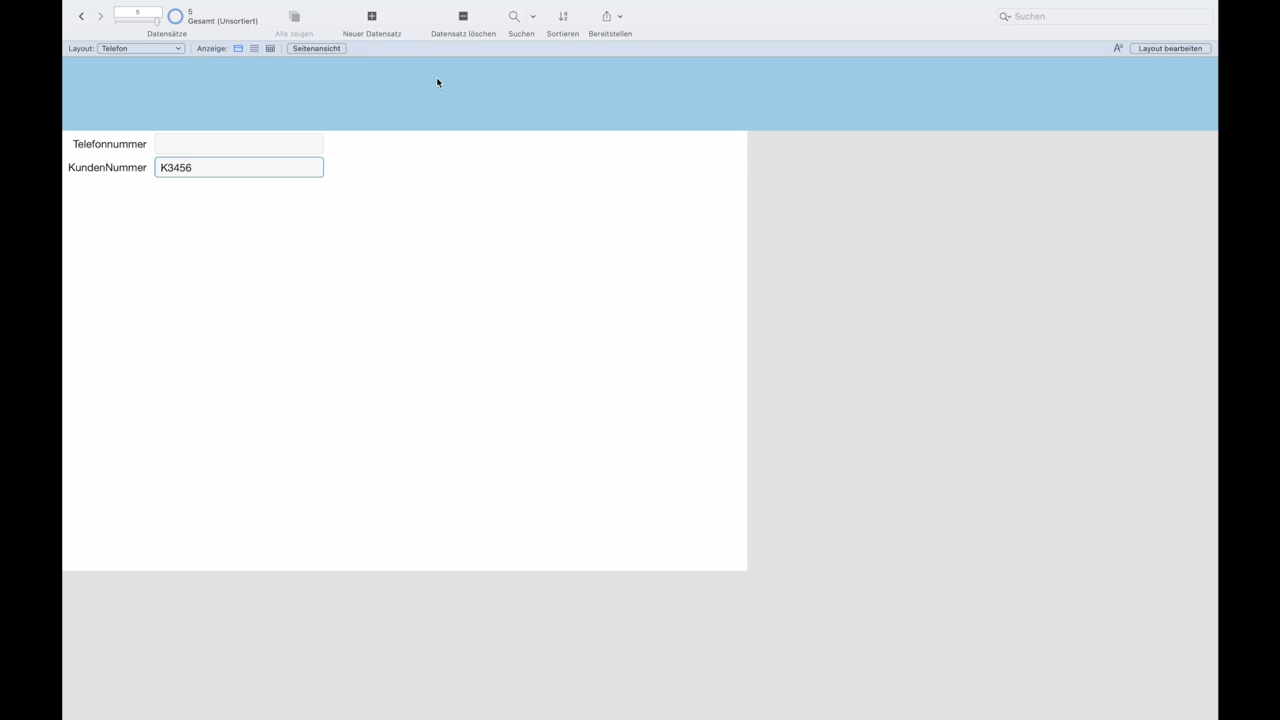 5
5
Gesamt (Unsortiert)
Datensätze
Alle zeigen
Neuer Datensatz
Datensatz löschen
Suchen
Sortieren
Bereitstellen
Suchen
Layout:
Telefon
Anzeige:
Seitenansicht
Layout bearbeiten
Telefonnummer
KundenNummer
K3456